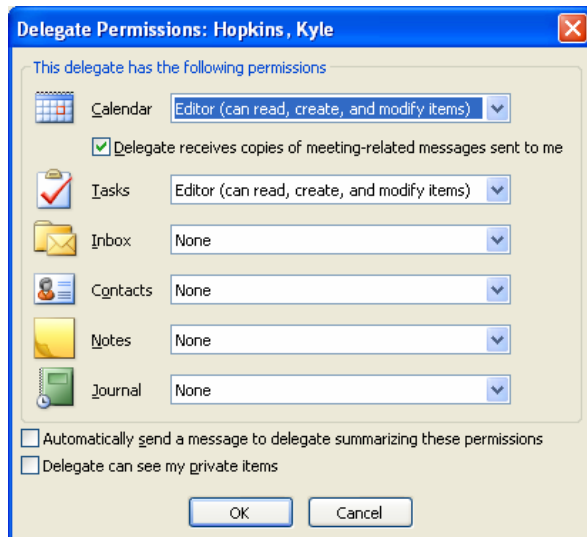 Delegate Permissions: Hopkins, Kyle
This delegate has the following permissions
Calendar Editor (can read, create, and modify items)
Delegate receives copies of meeting-related messages sent to me
Tasks Editor (can read, create, and modify items)
Inbox None
Contacts None
Notes None
Journal None
Automatically send a message to delegate summarizing these permissions
Delegate can see my private items
OK Cancel